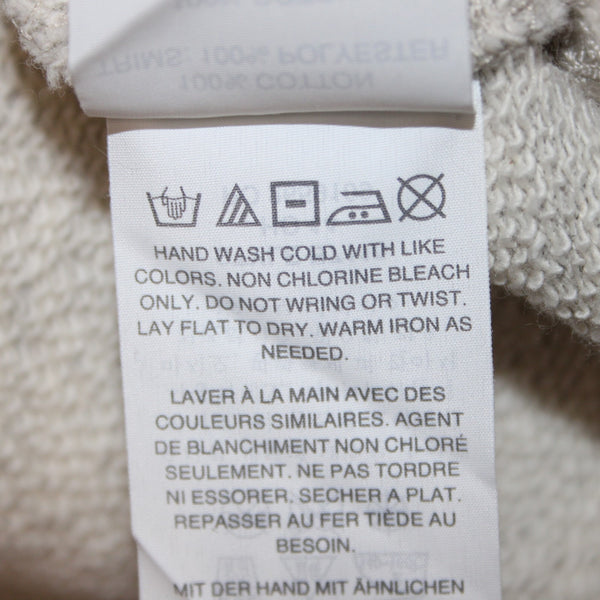 100% COTTON
TRIMS: 100% POLYESTER
HAND WASH COLD WITH LIKE
COLORS. NON CHLORINE BLEACH
ONLY. DO NOT WRING OR TWIST.
LAY FLAT TO DRY. WARM IRON AS
NEEDED.
LAVER À LA MAIN AVEC DES
COULEURS SIMILAIRES. AGENT
DE BLANCHIMENT NON CHLORÉ
SEULEMENT. NE PAS TORDRE
NI ESSORER. SECHER A PLAT.
REPASSER AU FER TIÈDE AU
BESOIN.
MIT DER HAND MIT ÄHNLICHEN